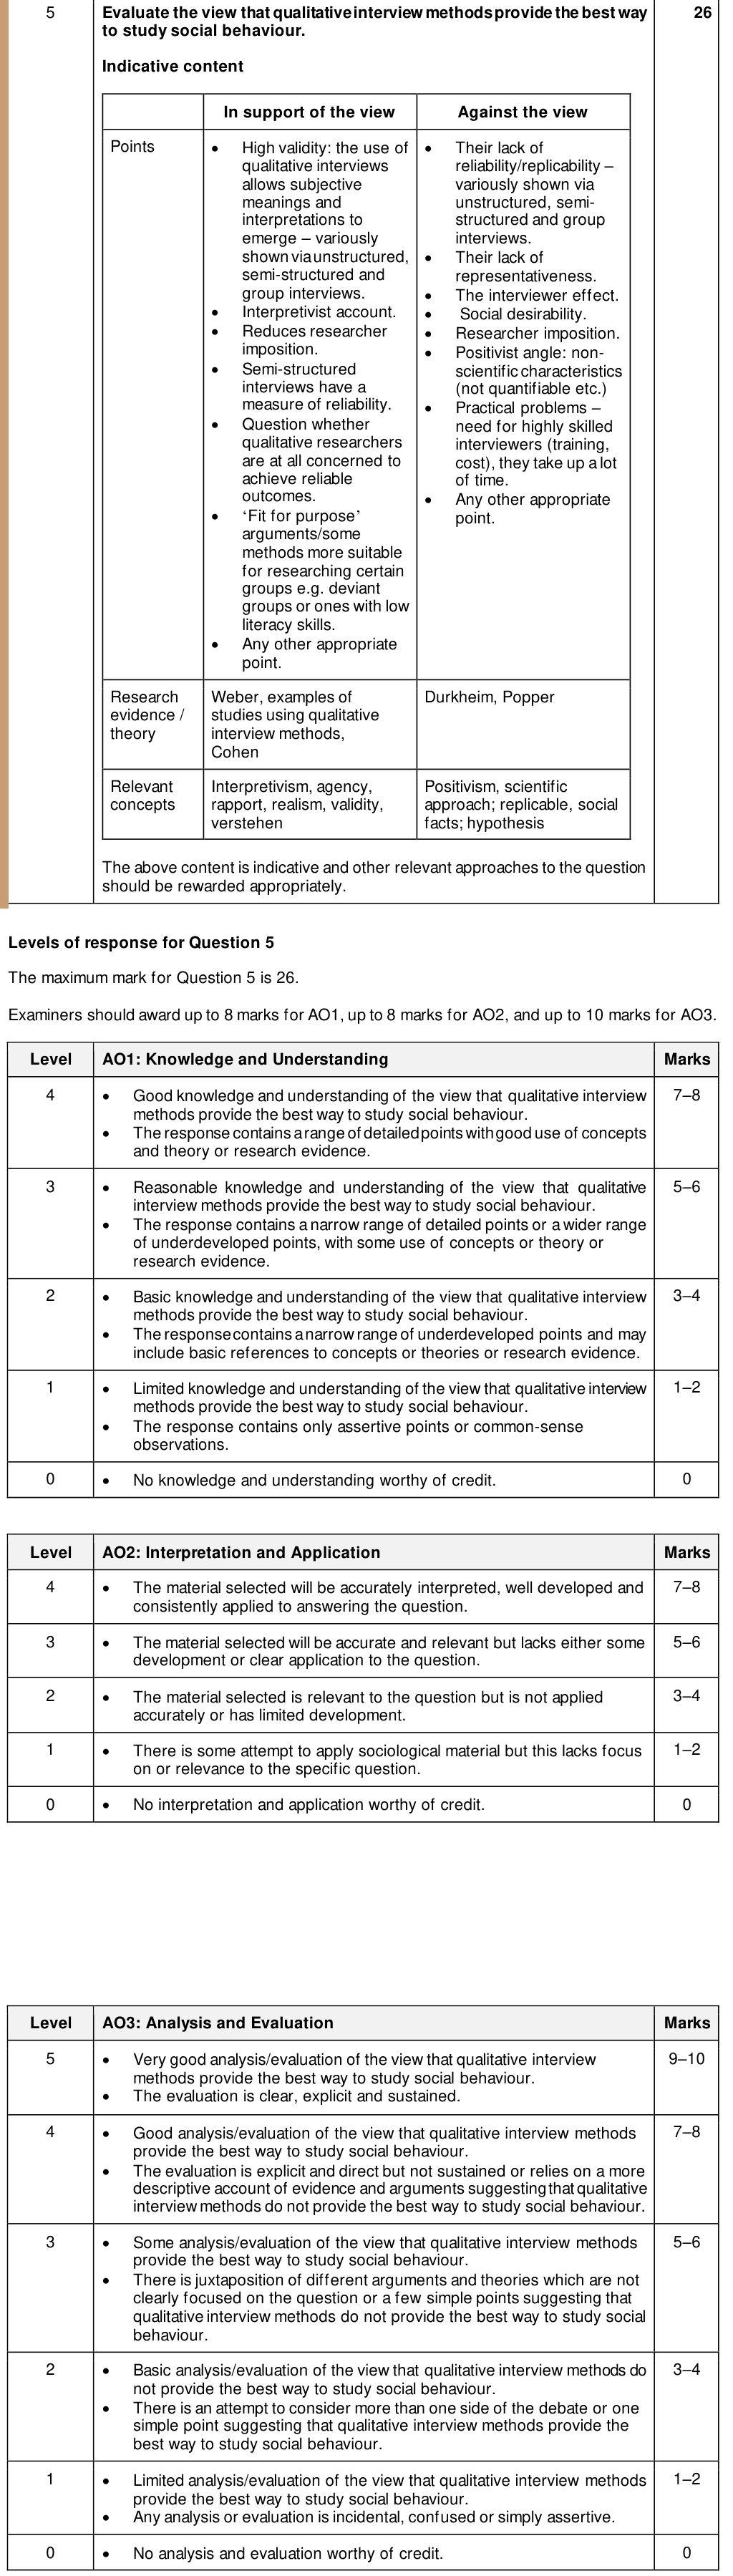 5 Evaluate the view that qualitative interview methods provide the best way 26
to study social behaviour.
Indicative content
In support of the view Against the view
Points
• High validity: the use of
qualitative interviews
allows subjective
meanings and
interpretations to
emerge – variously
shown via unstructured,
semi-structured and
group interviews.
• Interpretivist account.
• Reduces researcher
imposition.
• Semi-structured
interviews have a
measure of reliability.
• Question whether
qualitative researchers
are at all concerned to
achieve reliable
outcomes.
• ‘Fit for purpose’
arguments/some
methods more suitable
for researching certain
groups e.g. deviant
groups or ones with low
literacy skills.
• Any other appropriate
point.
• Their lack of
reliability/replicability –
variously shown via
unstructured, semi-
structured and group
interviews.
• Their lack of
representativeness.
• The interviewer effect.
• Social desirability.
• Researcher imposition.
• Positivist angle: non-
scientific characteristics
(not quantifiable etc.)
• Practical problems –
need for highly skilled
interviewers (training,
cost), they take up a lot
of time.
• Any other appropriate
point.
Research
evidence /
theory
Weber, examples of
studies using qualitative
interview methods,
Cohen
Durkheim, Popper
Relevant
concepts
Interpretivism, agency,
rapport, realism, validity,
verstehen
Positivism, scientific
approach; replicable, social
facts; hypothesis
The above content is indicative and other relevant approaches to the question
should be rewarded appropriately.
Levels of response for Question 5
The maximum mark for Question 5 is 26.
Examiners should award up to 8 marks for AO1, up to 8 marks for AO2, and up to 10 marks for AO3.
Level AO1: Knowledge and Understanding Marks
4 • Good knowledge and understanding of the view that qualitative interview 7–8
methods provide the best way to study social behaviour.
• The response contains a range of detailed points with good use of concepts
and theory or research evidence.
3 • Reasonable knowledge and understanding of the view that qualitative 5–6
interview methods provide the best way to study social behaviour.
• The response contains a narrow range of detailed points or a wider range
of underdeveloped points, with some use of concepts or theory or
research evidence.
2 • Basic knowledge and understanding of the view that qualitative interview 3–4
methods provide the best way to study social behaviour.
• The response contains a narrow range of underdeveloped points and may
include basic references to concepts or theories or research evidence.
1 • Limited knowledge and understanding of the view that qualitative interview 1–2
methods provide the best way to study social behaviour.
• The response contains only assertive points or common-sense
observations.
0 • No knowledge and understanding worthy of credit. 0
Level AO2: Interpretation and Application Marks
4 • The material selected will be accurately interpreted, well developed and 7–8
consistently applied to answering the question.
3 • The material selected will be accurate and relevant but lacks either some 5–6
development or clear application to the question.
2 • The material selected is relevant to the question but is not applied 3–4
accurately or has limited development.
1 • There is some attempt to apply sociological material but this lacks focus 1–2
on or relevance to the specific question.
0 • No interpretation and application worthy of credit. 0
Level AO3: Analysis and Evaluation Marks
5 • Very good analysis/evaluation of the view that qualitative interview 9–10
methods provide the best way to study social behaviour.
• The evaluation is clear, explicit and sustained.
4 • Good analysis/evaluation of the view that qualitative interview methods 7–8
provide the best way to study social behaviour.
• The evaluation is explicit and direct but not sustained or relies on a more
descriptive account of evidence and arguments suggesting that qualitative
interview methods do not provide the best way to study social behaviour.
3 • Some analysis/evaluation of the view that qualitative interview methods 5–6
provide the best way to study social behaviour.
• There is juxtaposition of different arguments and theories which are not
clearly focused on the question or a few simple points suggesting that
qualitative interview methods do not provide the best way to study social
behaviour.
2 • Basic analysis/evaluation of the view that qualitative interview methods do 3–4
not provide the best way to study social behaviour.
• There is an attempt to consider more than one side of the debate or one
simple point suggesting that qualitative interview methods provide the
best way to study social behaviour.
1 • Limited analysis/evaluation of the view that qualitative interview methods 1–2
provide the best way to study social behaviour.
• Any analysis or evaluation is incidental, confused or simply assertive.
0 • No analysis and evaluation worthy of credit. 0